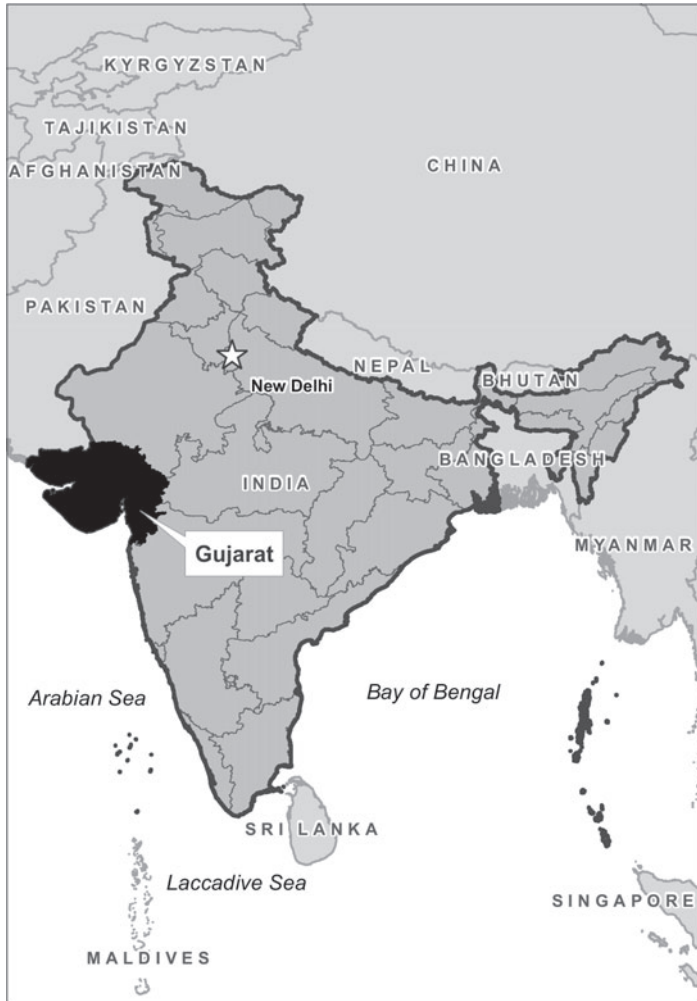 KYRGYZSTAN
TAJIKISTAN
AFGHANISTAN
CHINA
PAKISTAN
New Delhi
NEPAL
BHUTAN
INDIA
BANGLADESH
Gujarat
MYANMAR
Arabian Sea
Bay of Bengal
SRI LANKA
Laccadive Sea
SINGAPORE
MALDIVES